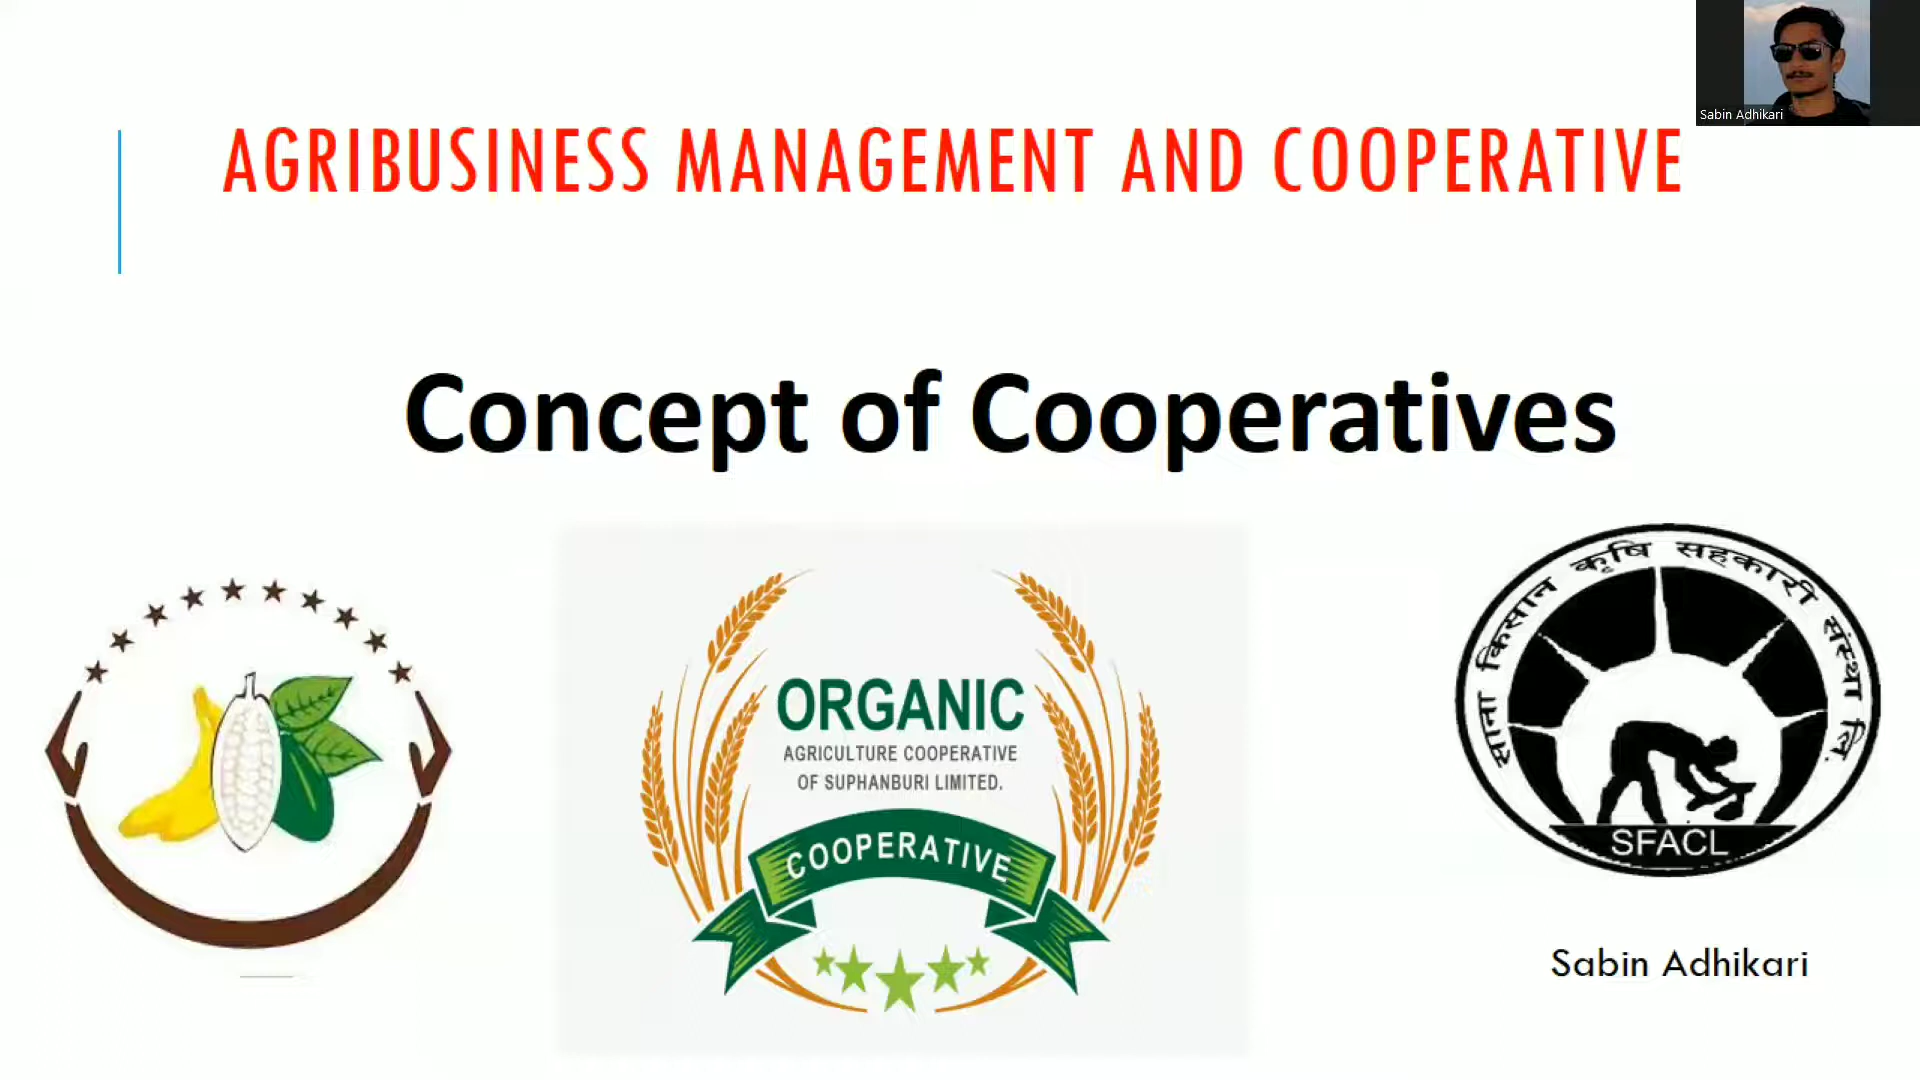 Sabin Adhikari
AGRIBUSINESS MANAGEMENT AND COOPERATIVE
Concept of Cooperatives
ORGANIC
AGRICULTURE COOPERATIVE
OF SUPHANBURI LIMITED.
COOPERATIVE
साना किसान कृषि सहकारी संस्था लि.
SFACL
Sabin Adhikari